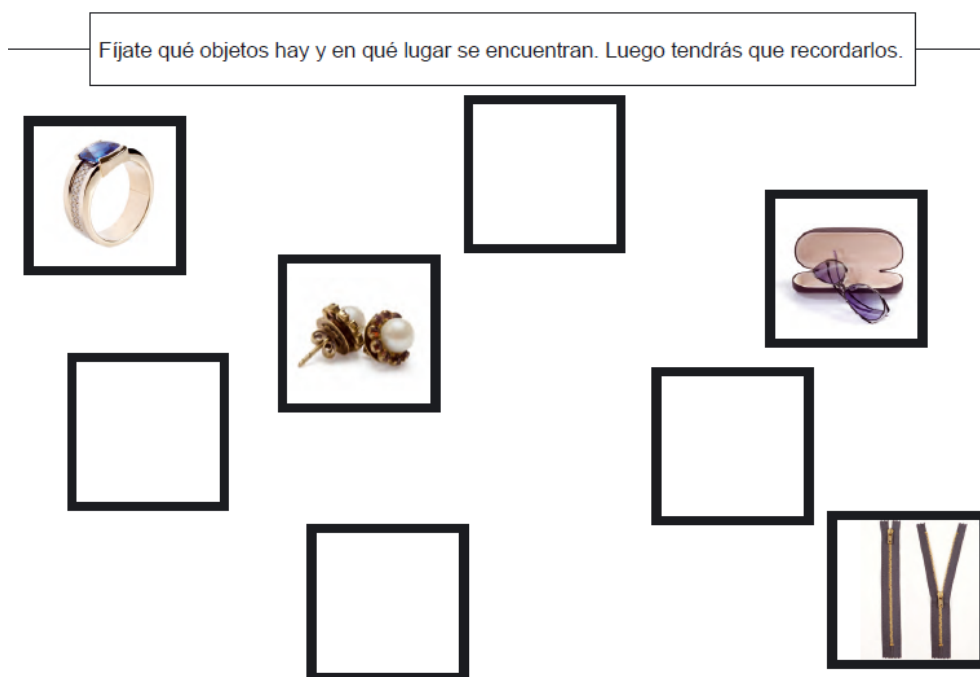 Fíjate qué objetos hay y en qué lugar se encuentran. Luego tendrás que recordarlos.